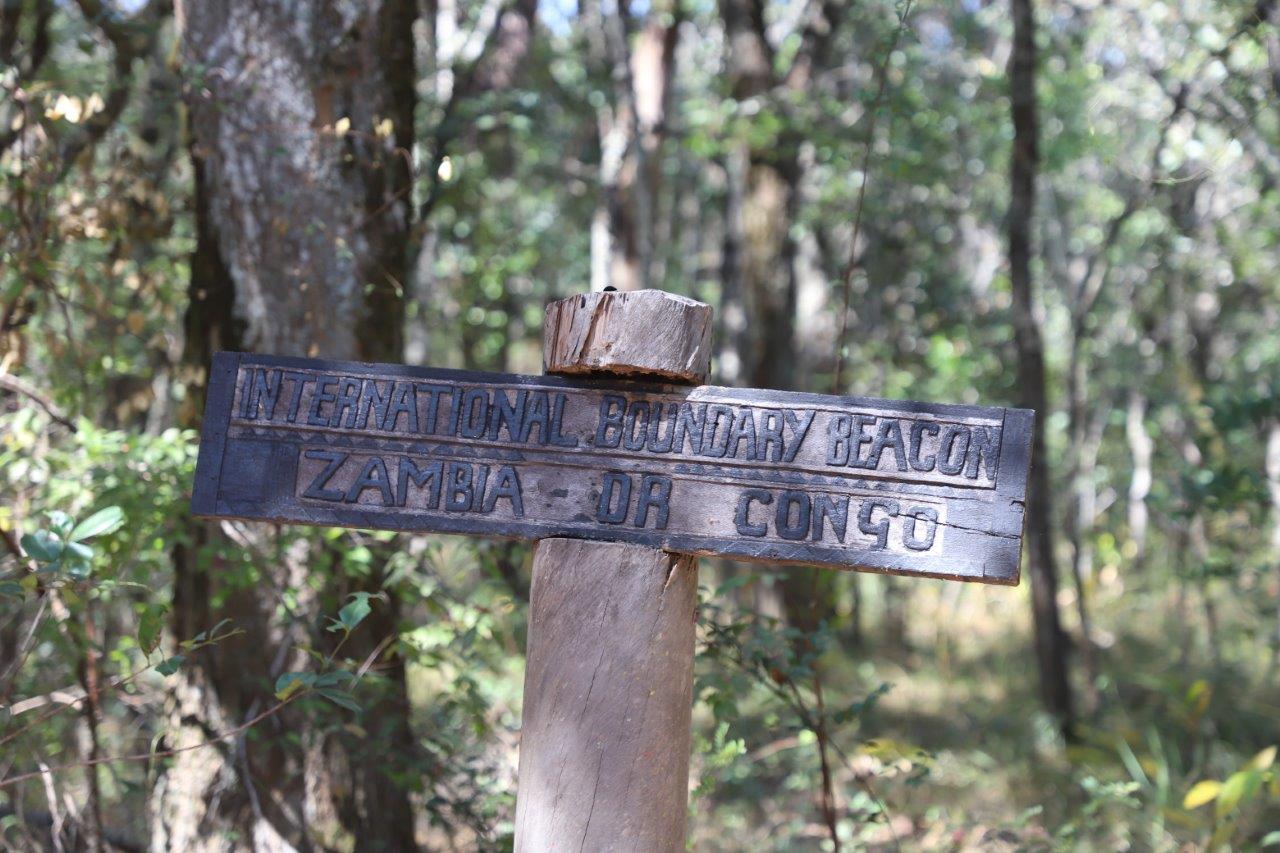 INTERNATIONAL BOUNDARY BEACON
ZAMBIA - DR CONGO